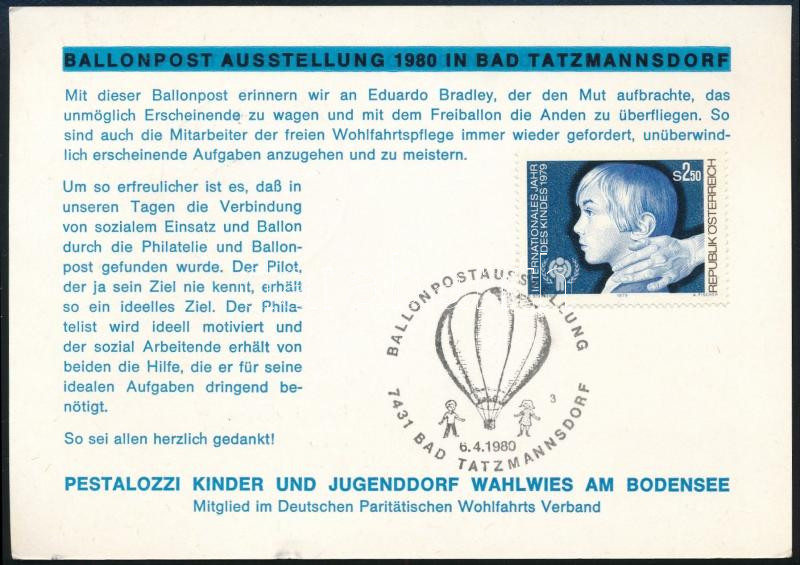 BALLONPOST AUSSTELLUNG 1980 IN BAD TATZMANNSDORF
Mit dieser Ballonpost erinnern wir an Eduardo Bradley, der den Mut aufbrachte, das
unmöglich Erscheinende zu wagen und mit dem Freiballon die Anden zu überfliegen. So
sind auch die Mitarbeiter der freien Wohlfahrtspflege immer wieder gefordert, unüberwind-
lich erscheinende Aufgaben anzugehen und zu meistern.
Um so erfreulicher ist es, daß in
unseren Tagen die Verbindung
von sozialem Einsatz und Ballon
durch die Philatelie und Ballon-
post gefunden wurde. Der Pilot,
der ja sein Ziel nie kennt, erhält
so ein ideelles Ziel. Der Phila-
telist wird ideell motiviert und
der sozial Arbeitende erhält von
beiden die Hilfe, die er für seine
idealen Aufgaben dringend be-
nötigt.
So sei allen herzlich gedankt!
INTERNATIONALES JAHR
DES KINDES 1979
S 2.50
REPUBLIK ÖSTERREICH
1979
A. FISCHER
BALLONPOSTAUSSTELLUNG
3
6.4.1980
7431 BAD TATZMANNSDORF
PESTALOZZI KINDER UND JUGENDDORF WAHLWIES AM BODENSEE
Mitglied im Deutschen Paritätischen Wohlfahrts Verband